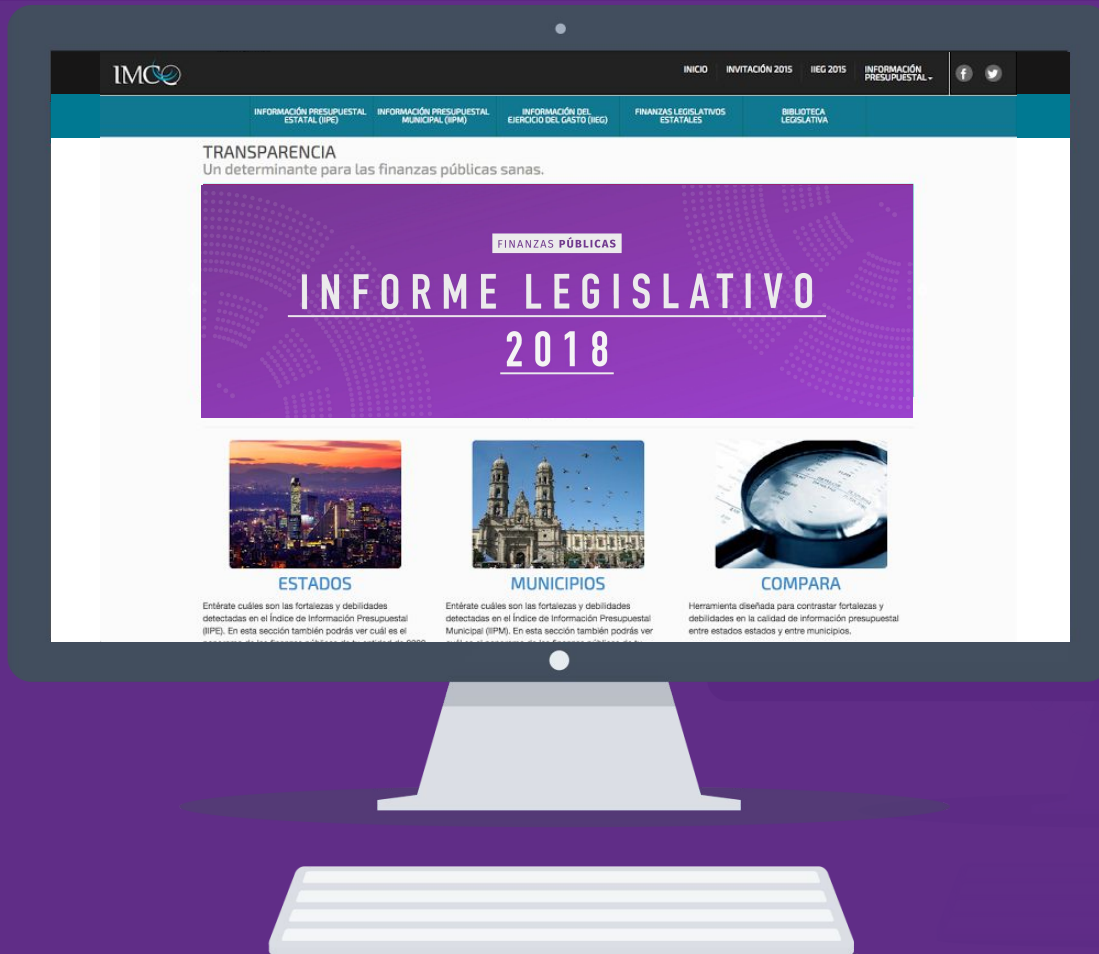 IMCO
INICIO
INVITACIÓN 2015
IIEG 2015
INFORMACIÓN
PRESUPUESTAL
INFORMACIÓN PRESUPUESTAL
ESTATAL (IIPE)
INFORMACIÓN PRESUPUESTAL
MUNICIPAL (IIPM)
INFORMACIÓN DEL
EJERCICIO DEL GASTO (IIEG)
FINANZAS LEGISLATIVOS
ESTATALES
BIBLIOTECA
LEGISLATIVA
TRANSPARENCIA
Un determinante para las finanzas públicas sanas.
FINANZAS PÚBLICAS
INFORME LEGISLATIVO
2018
ESTADOS
Entérate cuáles son las fortalezas y debilidades
detectadas en el Índice de Información Presupuestal
(IIPE). En esta sección también podrás ver cuál es el
MUNICIPIOS
Entérate cuáles son las fortalezas y debilidades
detectadas en el Índice de Información Presupuestal
Municipal (IIPM). En esta sección también podrás ver
COMPARA
Herramienta diseñada para contrastar fortalezas y
debilidades en la calidad de información presupuestal
entre estados estados y entre municipios.